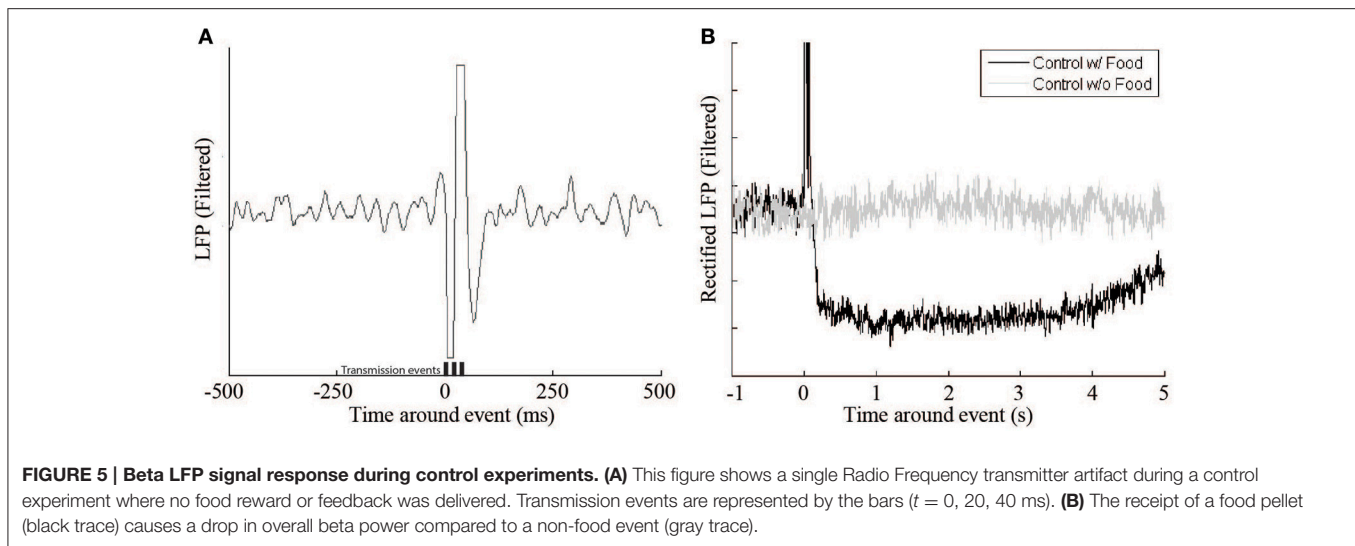 A
B
LFP (Filtered)
Transmission events
-500
-250
0
250
500
Time around event (ms)
Rectified LFP (Filtered)
Control w/ Food
Control w/o Food
-1
0
1
2
3
4
5
Time around event (s)
FIGURE 5 | Beta LFP signal response during control experiments. (A) This figure shows a single Radio Frequency transmitter artifact during a control
experiment where no food reward or feedback was delivered. Transmission events are represented by the bars (t = 0, 20, 40 ms). (B) The receipt of a food pellet
(black trace) causes a drop in overall beta power compared to a non-food event (gray trace).